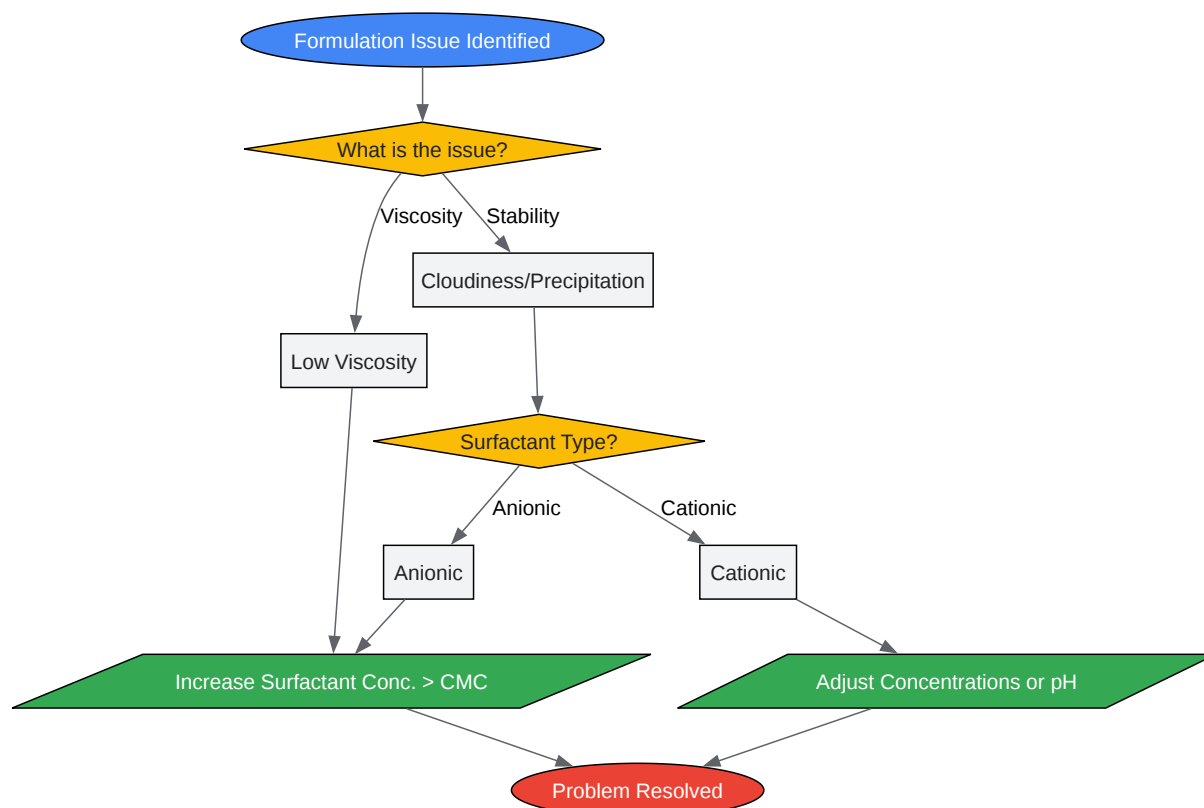 Formulation Issue Identified
What is the issue?
Viscosity
Stability
Cloudiness/Precipitation
Low Viscosity
Surfactant Type?
Anionic
Cationic
Anionic
Cationic
Increase Surfactant Conc. > CMC
Adjust Concentrations or pH
Problem Resolved